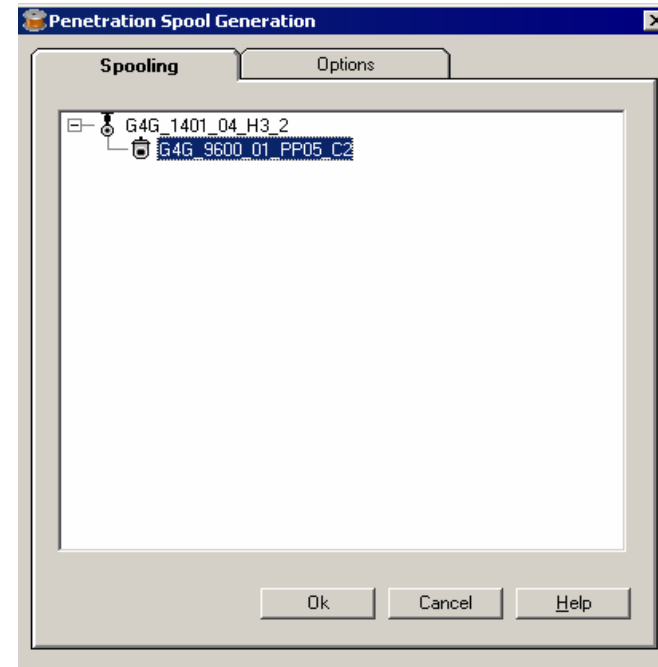 Penetration Spool Generation
Spooling Options
G4G_1401_04_H3_2
G4G_9600_01_PP05_C2
Ok Cancel Help